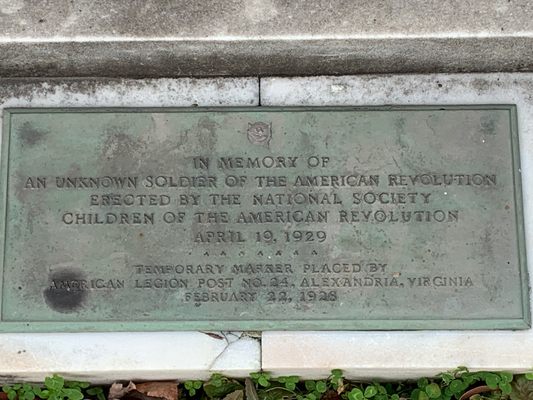 IN MEMORY OF
AN UNKNOWN SOLDIER OF THE AMERICAN REVOLUTION
ERECTED BY THE NATIONAL SOCIETY
CHILDREN OF THE AMERICAN REVOLUTION
APRIL 19, 1929
TEMPORARY MARKER PLACED BY
AMERICAN LEGION POST NO. 24, ALEXANDRIA, VIRGINIA
FEBRUARY 22, 1928